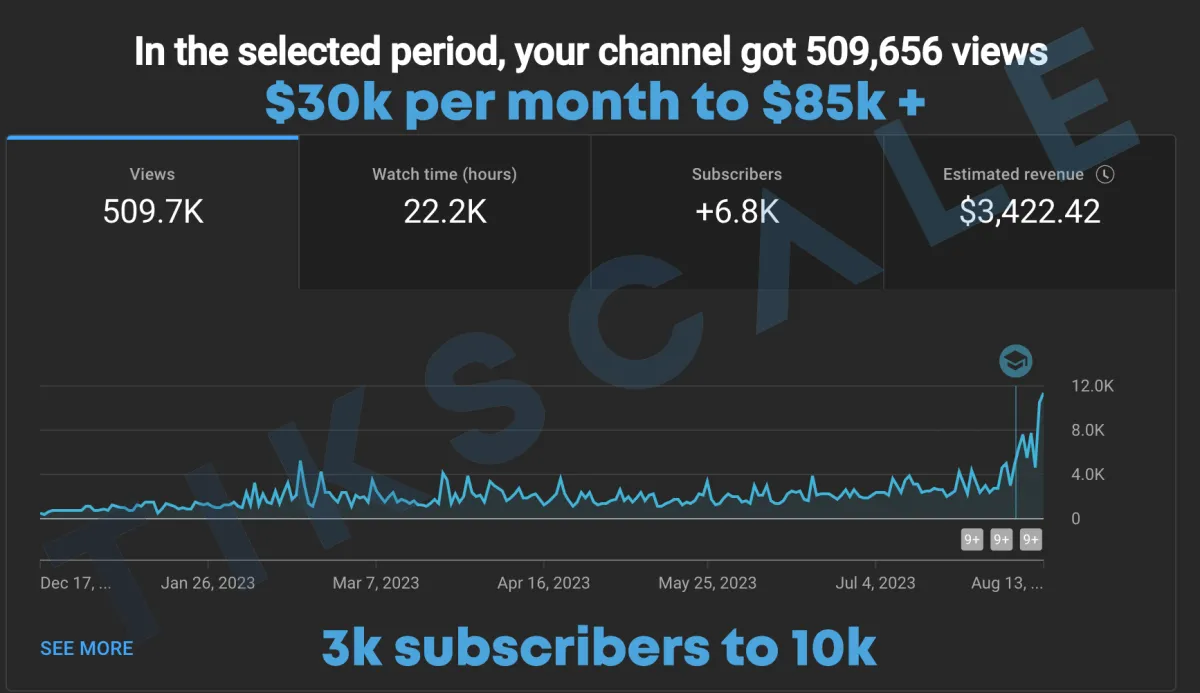 In the selected period, your channel got 509,656 views
$30k per month to $85k +
Views
Watch time (hours)
Subscribers
Estimated revenue
509.7K
22.2K
+6.8K
$3,422.42
TIKSCALE
12.0K
8.0K
4.0K
0
9+ 9+ 9+
Dec 17, ... Jan 26, 2023 Mar 7, 2023 Apr 16, 2023 May 25, 2023 Jul 4, 2023 Aug 13, ...
SEE MORE
3k subscribers to 10k